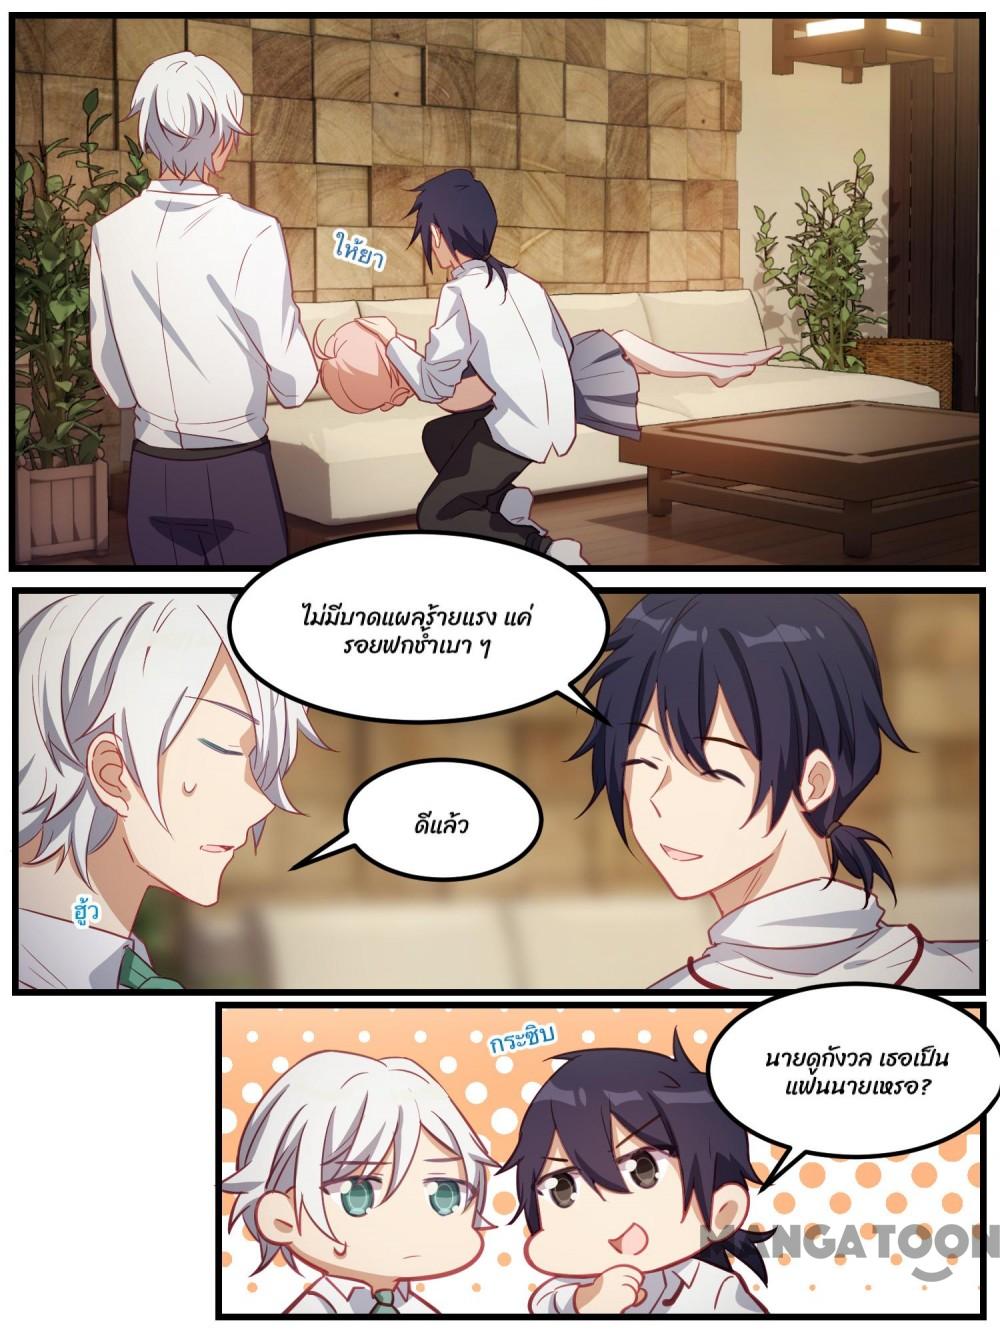 ให้ยา
ไม่มีบาดแผลร้ายแรง แค่
รอยฟกช้ำเบา ๆ
ดีแล้ว
ฮู้ว
กระซิบ
นายดูกังวล เธอเป็น
แฟนนายเหรอ?
MANGATOON